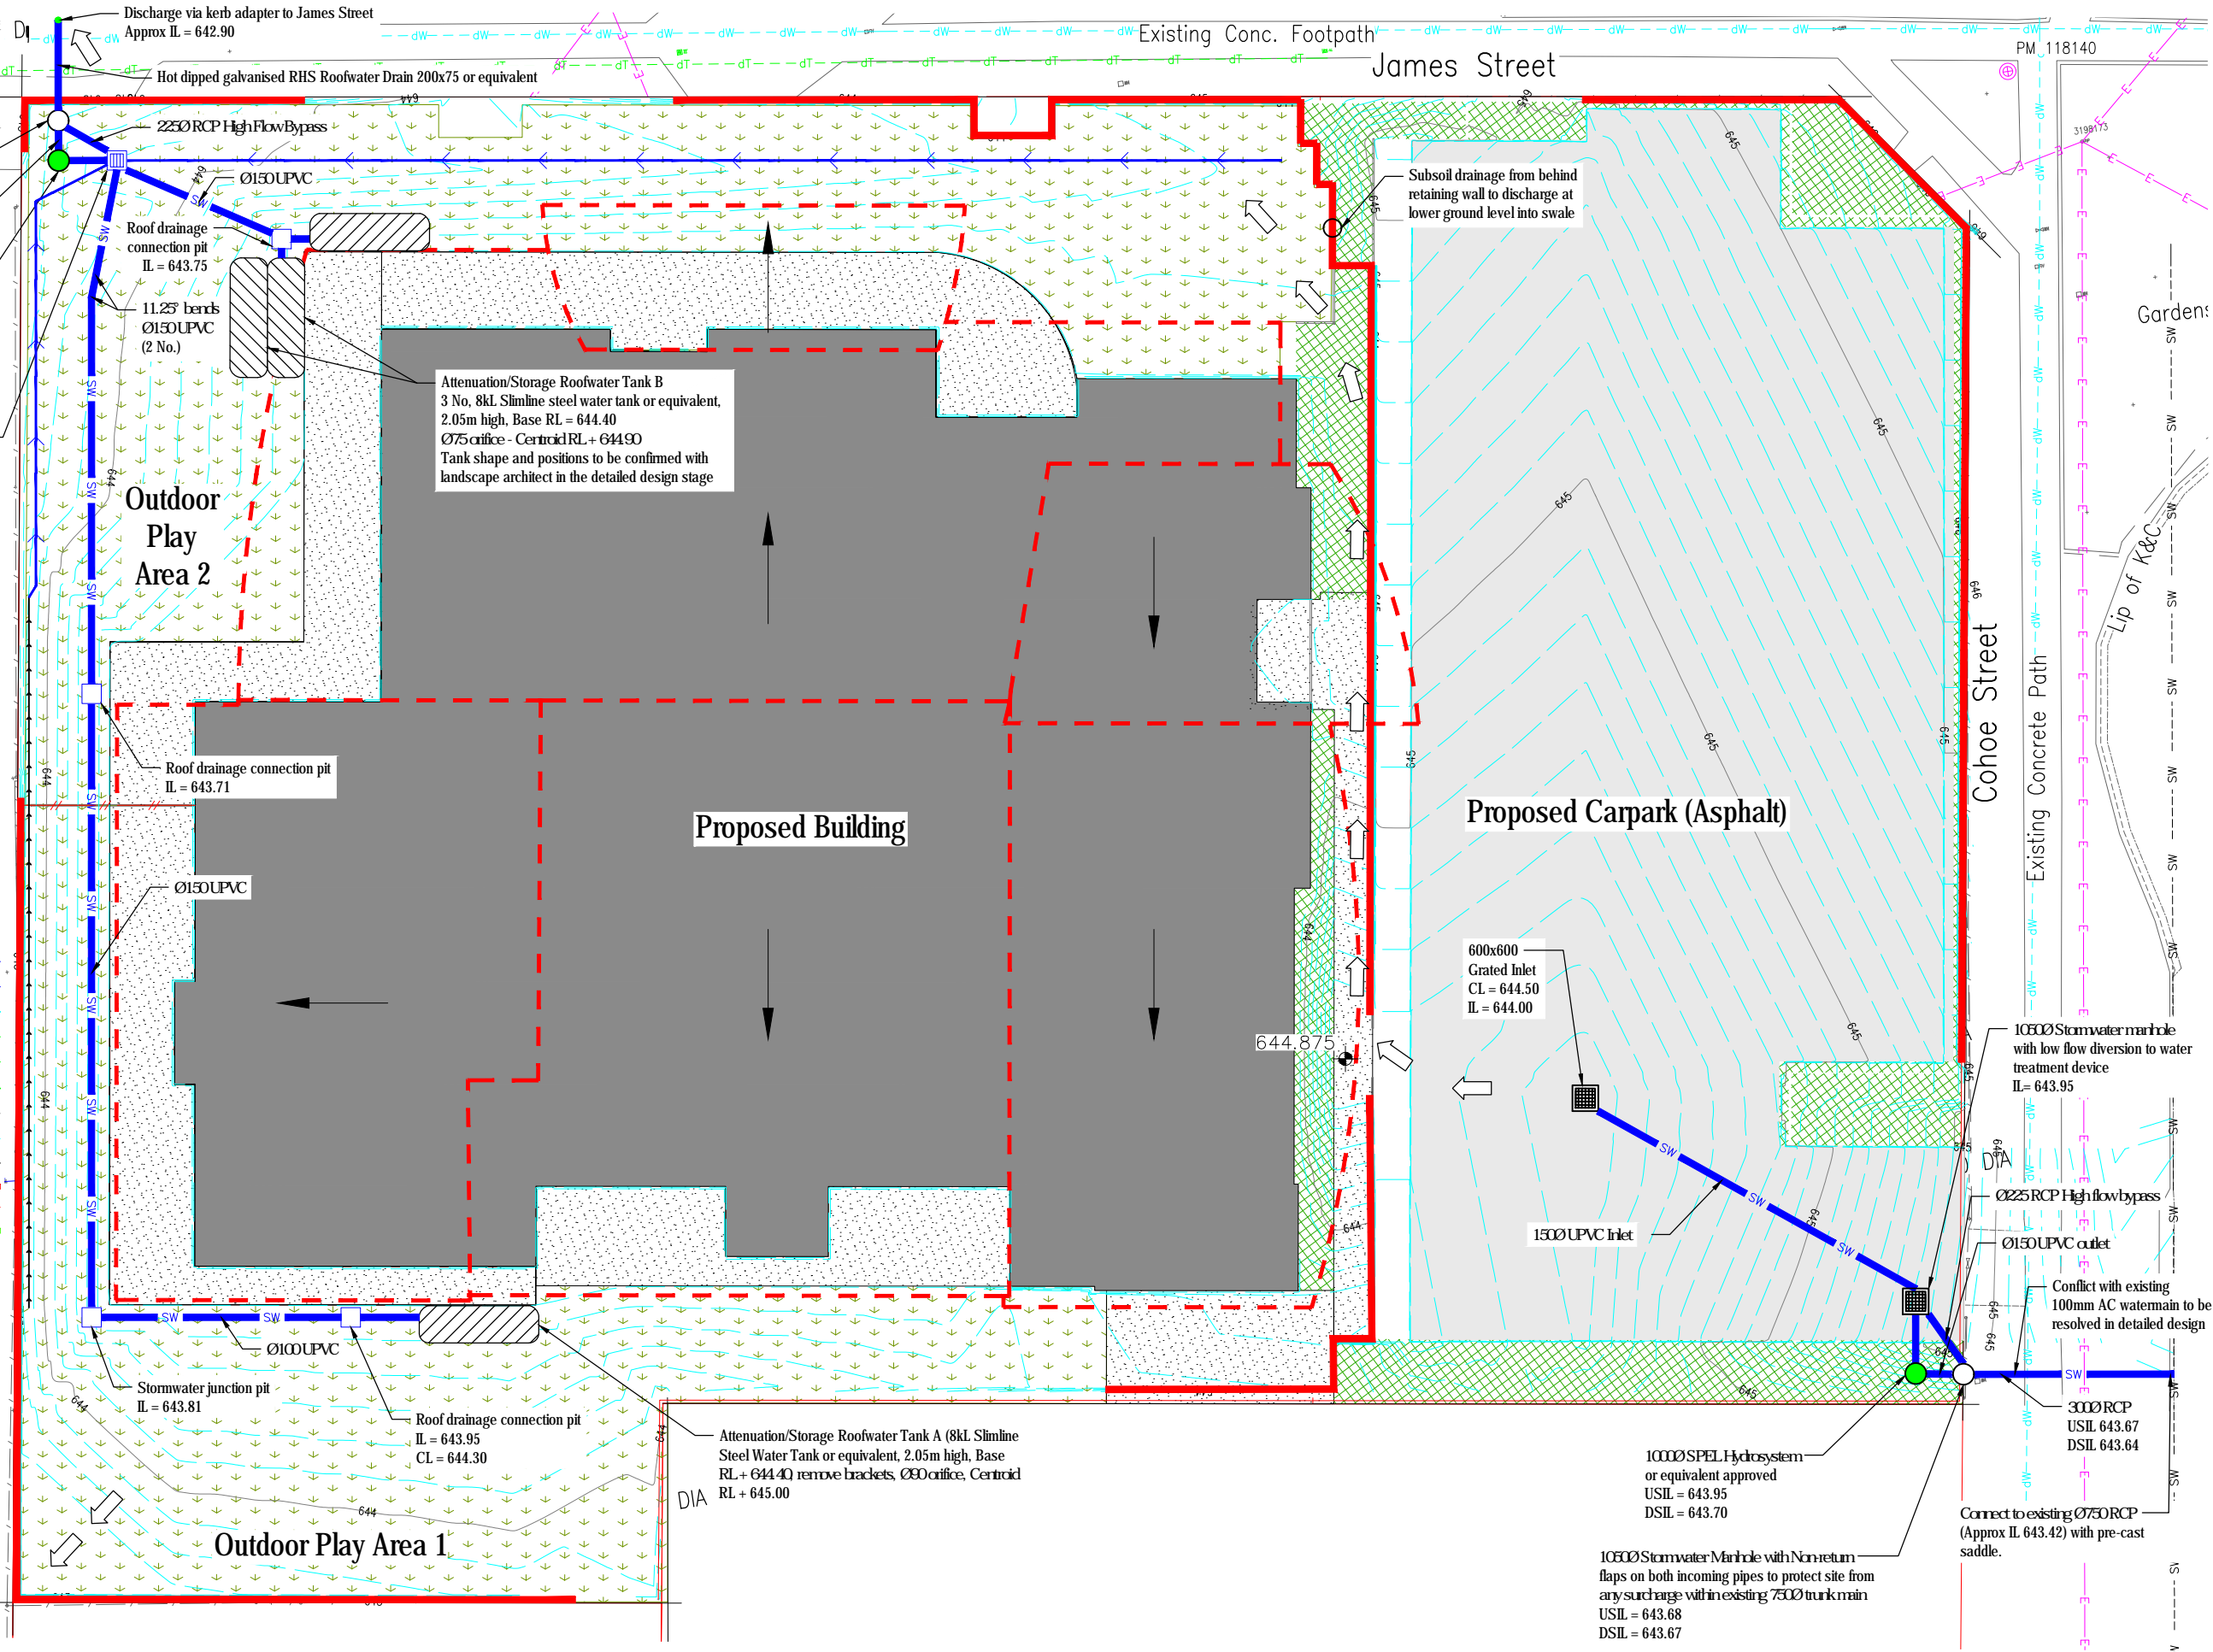 Discharge via kerb adapter to James Street
Approx IL = 642.90
Existing Conc. Footpath
James Street
PM 118140
Hot dipped galvanised RHS Roofwater Drain 200x75 or equivalent
225Ø RCP High Flow Bypass
3198173
Ø150 UPVC
Subsoil drainage from behind
retaining wall to discharge at
lower ground level into swale
Roof drainage
connection pit
IL = 643.75
11.25° bends
Ø150 UPVC
(2 No.)
Gardens
Attenuation/Storage Roofwater Tank B
3 No, 8kL Slimline steel water tank or equivalent,
2.05m high, Base RL = 644.40
Ø75 orifice - Centroid RL + 644.90
Tank shape and positions to be confirmed with
landscape architect in the detailed design stage
Outdoor
Play
Area 2
Lip of K&C
Cohoe Street
Existing Concrete Path
Roof drainage connection pit
IL = 643.71
Proposed Building
Proposed Carpark (Asphalt)
Ø150 UPVC
600x600
Grated Inlet
CL = 644.50
IL = 644.00
644.875
1050Ø Stormwater manhole
with low flow diversion to water
treatment device
IL= 643.95
DIA
Ø225 RCP High flow bypass
150Ø UPVC Inlet
Ø150 UPVC outlet
Conflict with existing
100mm AC watermain to be
resolved in detailed design
Ø100 UPVC
Stormwater junction pit
IL = 643.81
Roof drainage connection pit
IL = 643.95
CL = 644.30
Attenuation/Storage Roofwater Tank A (8kL Slimline
Steel Water Tank or equivalent, 2.05m high, Base
RL + 644.40, remove brackets, Ø90 orifice, Centroid
RL + 645.00
DIA
300Ø RCP
USIL 643.67
DSIL 643.64
1000Ø SPEL Hydrosystem
or equivalent approved
USIL = 643.95
DSIL = 643.70
Connect to existing Ø750 RCP
(Approx IL 643.42) with pre-cast
saddle.
Outdoor Play Area 1
1050Ø Stormwater Manhole with Non-return
flaps on both incoming pipes to protect site from
any surcharge within existing 750Ø trunk main
USIL = 643.68
DSIL = 643.67